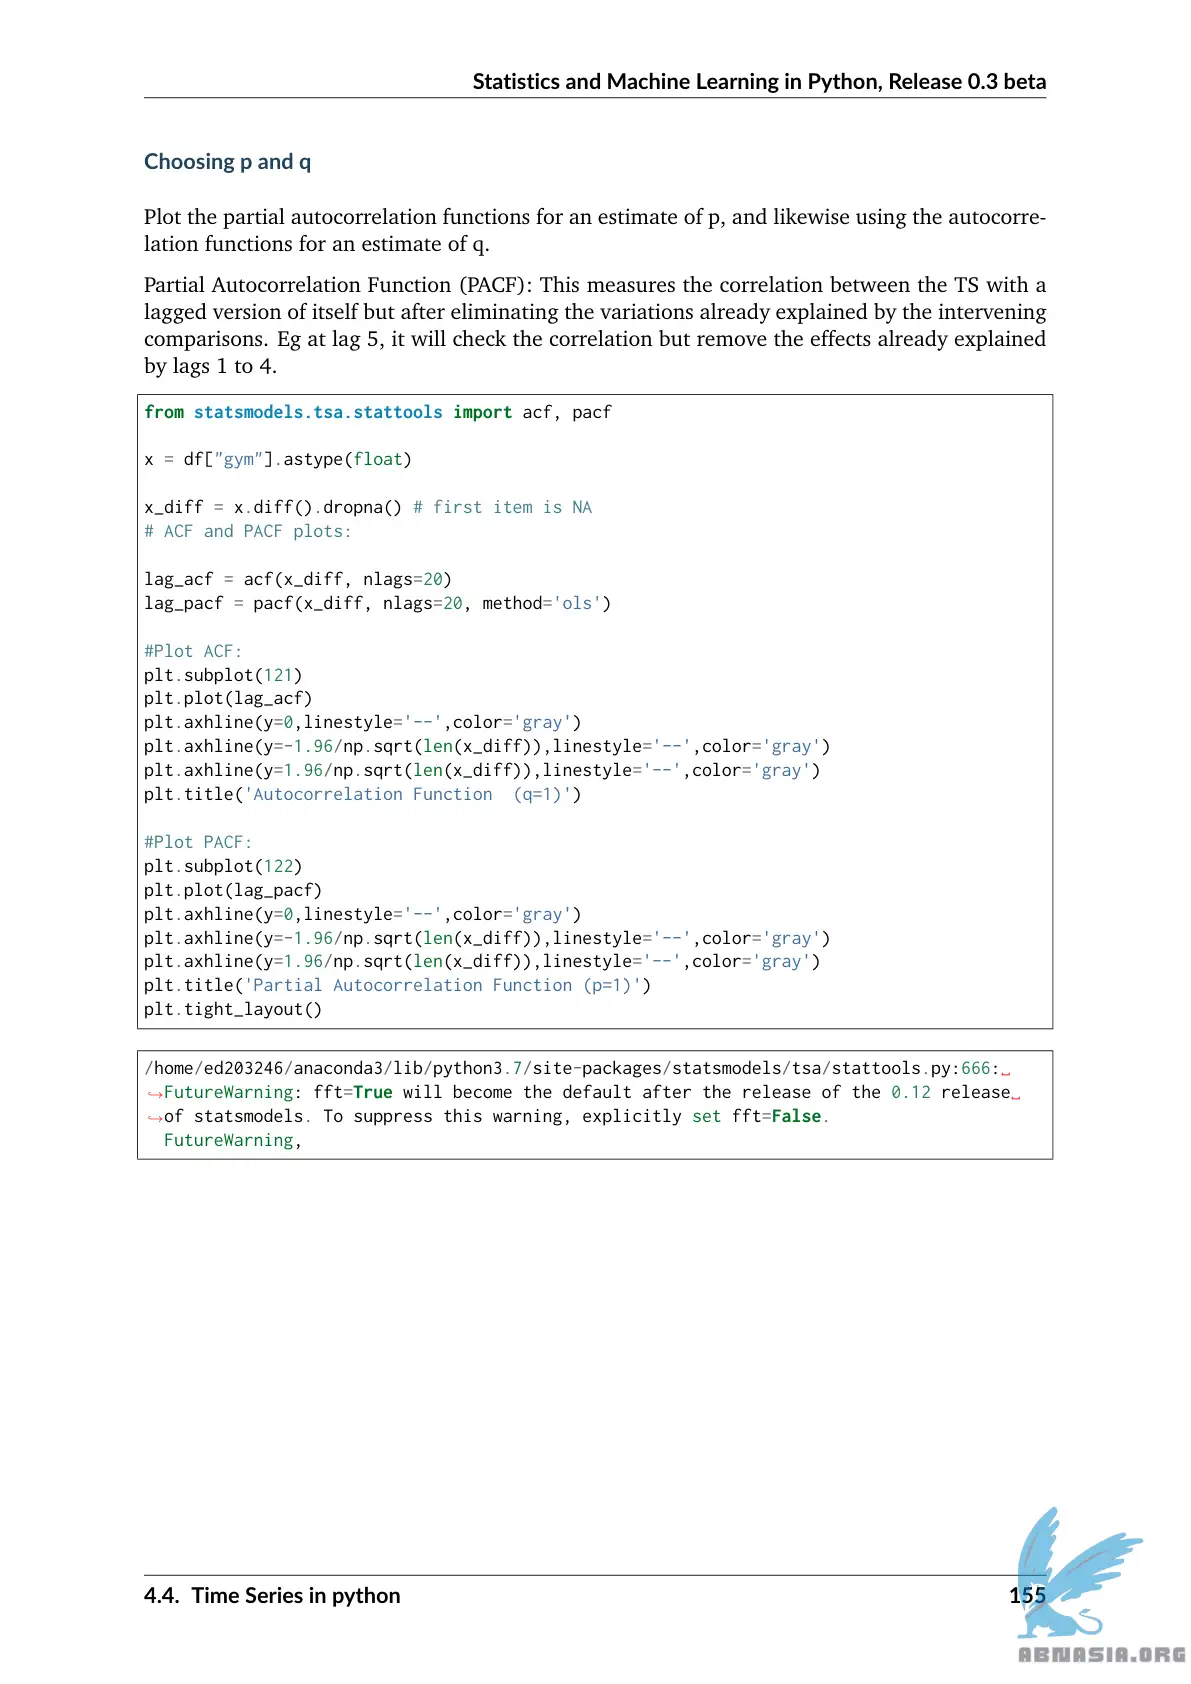 Statistics and Machine Learning in Python, Release 0.3 beta
Choosing p and q
Plot the partial autocorrelation functions for an estimate of p, and likewise using the autocorre-
lation functions for an estimate of q.
Partial Autocorrelation Function (PACF): This measures the correlation between the TS with a
lagged version of itself but after eliminating the variations already explained by the intervening
comparisons. Eg at lag 5, it will check the correlation but remove the effects already explained
by lags 1 to 4.
from statsmodels.tsa.stattools import acf, pacf
x = df["gym"].astype(float)
x_diff = x.diff().dropna() # first item is NA
# ACF and PACF plots:
lag_acf = acf(x_diff, nlags=20)
lag_pacf = pacf(x_diff, nlags=20, method='ols')
#Plot ACF:
plt.subplot(121)
plt.plot(lag_acf)
plt.axhline(y=0,linestyle='--',color='gray')
plt.axhline(y=-1.96/np.sqrt(len(x_diff)),linestyle='--',color='gray')
plt.axhline(y=1.96/np.sqrt(len(x_diff)),linestyle='--',color='gray')
plt.title('Autocorrelation Function  (q=1)')
#Plot PACF:
plt.subplot(122)
plt.plot(lag_pacf)
plt.axhline(y=0,linestyle='--',color='gray')
plt.axhline(y=-1.96/np.sqrt(len(x_diff)),linestyle='--',color='gray')
plt.axhline(y=1.96/np.sqrt(len(x_diff)),linestyle='--',color='gray')
plt.title('Partial Autocorrelation Function (p=1)')
plt.tight_layout()
/home/ed203246/anaconda3/lib/python3.7/site-packages/statsmodels/tsa/stattools.py:666:␣
↪FutureWarning: fft=True will become the default after the release of the 0.12 release␣
↪of statsmodels. To suppress this warning, explicitly set fft=False.
  FutureWarning,
4.4. Time Series in python 155
ABNASIA.ORG